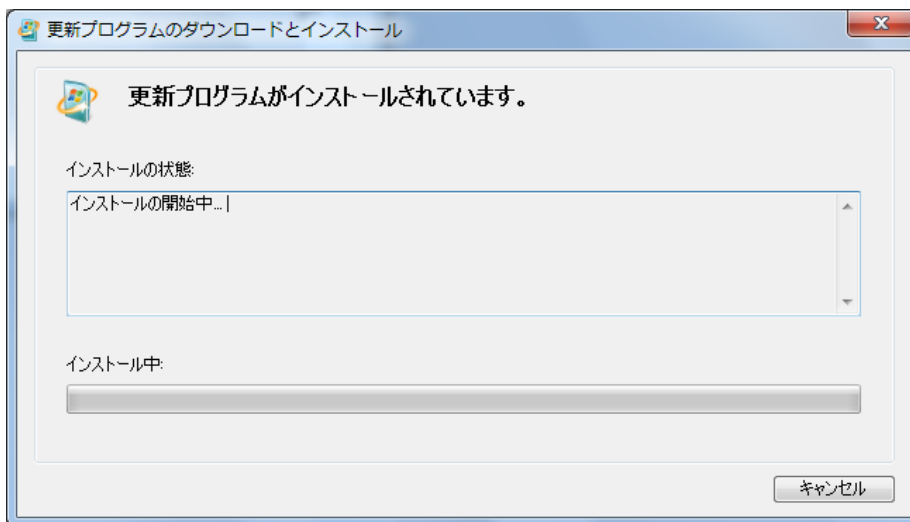 更新プログラムのダウンロードとインストール
更新プログラムがインストールされています。
インストールの状態:
インストールの開始中...
インストール中:
キャンセル